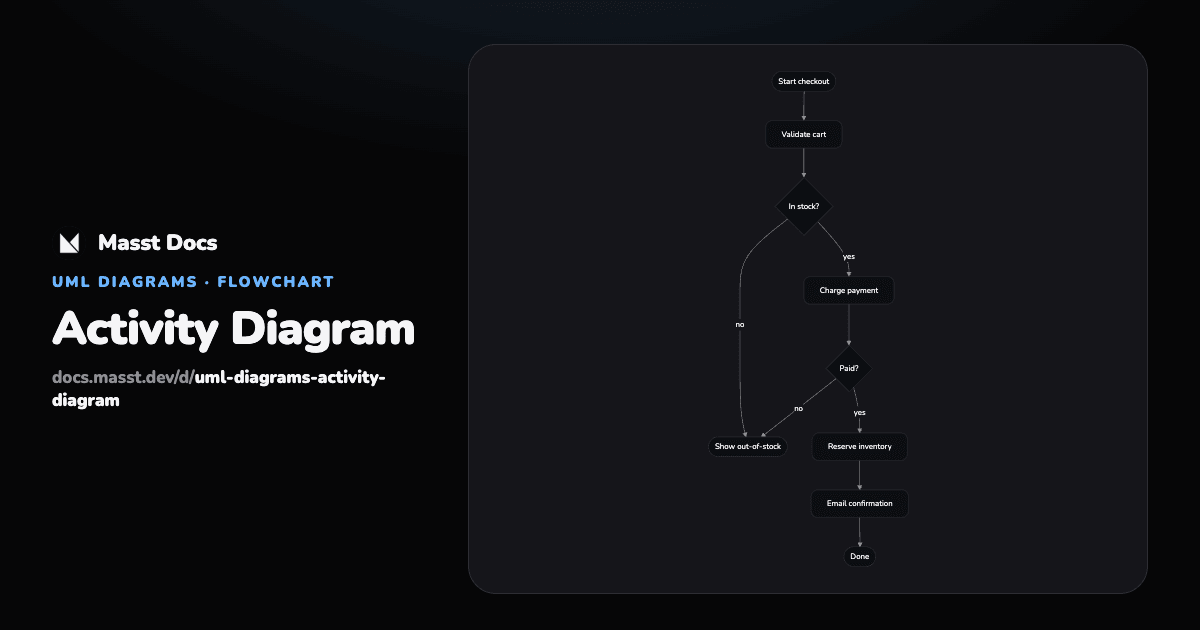 Masst Docs
UML DIAGRAMS · FLOWCHART
Activity Diagram
docs.masst.dev/d/uml-diagrams-activity-
diagram
Start checkout
Validate cart
In stock?
yes
Charge payment
no
Paid?
no
yes
Show out-of-stock
Reserve inventory
Email confirmation
Done